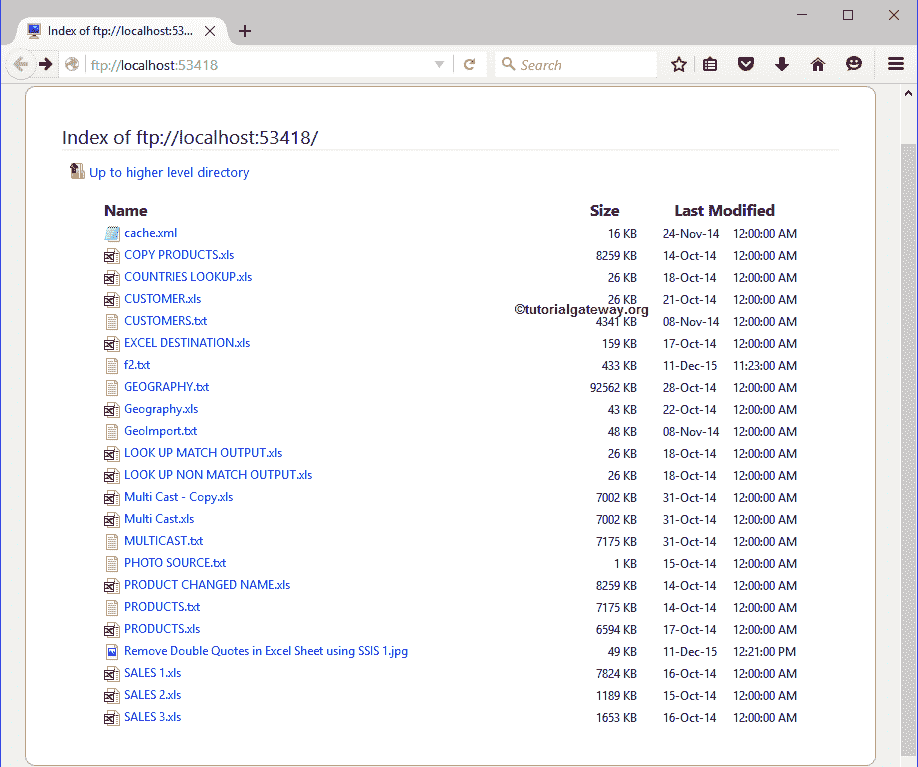 Index of ftp://localhost:53...
ftp://localhost:53418
Search
Index of ftp://localhost:53418/
Up to higher level directory
Name Size Last Modified
cache.xml 16 KB 24-Nov-14 12:00:00 AM
COPY PRODUCTS.xls 8259 KB 14-Oct-14 12:00:00 AM
COUNTRIES LOOKUP.xls 26 KB 18-Oct-14 12:00:00 AM
CUSTOMER.xls 26 KB 21-Oct-14 12:00:00 AM
©tutorialgateway.org
CUSTOMERS.txt 4341 KB 08-Nov-14 12:00:00 AM
EXCEL DESTINATION.xls 159 KB 17-Oct-14 12:00:00 AM
f2.txt 433 KB 11-Dec-15 11:23:00 AM
GEOGRAPHY.txt 92562 KB 28-Oct-14 12:00:00 AM
Geography.xls 43 KB 22-Oct-14 12:00:00 AM
GeoImport.txt 48 KB 08-Nov-14 12:00:00 AM
LOOK UP MATCH OUTPUT.xls 26 KB 18-Oct-14 12:00:00 AM
LOOK UP NON MATCH OUTPUT.xls 26 KB 18-Oct-14 12:00:00 AM
Multi Cast - Copy.xls 7002 KB 31-Oct-14 12:00:00 AM
Multi Cast.xls 7002 KB 31-Oct-14 12:00:00 AM
MULTICAST.txt 7175 KB 31-Oct-14 12:00:00 AM
PHOTO SOURCE.txt 1 KB 15-Oct-14 12:00:00 AM
PRODUCT CHANGED NAME.xls 8259 KB 14-Oct-14 12:00:00 AM
PRODUCTS.txt 7175 KB 14-Oct-14 12:00:00 AM
PRODUCTS.xls 6594 KB 17-Oct-14 12:00:00 AM
Remove Double Quotes in Excel Sheet using SSIS 1.jpg 49 KB 11-Dec-15 12:21:00 PM
SALES 1.xls 7824 KB 16-Oct-14 12:00:00 AM
SALES 2.xls 1189 KB 15-Oct-14 12:00:00 AM
SALES 3.xls 1653 KB 16-Oct-14 12:00:00 AM